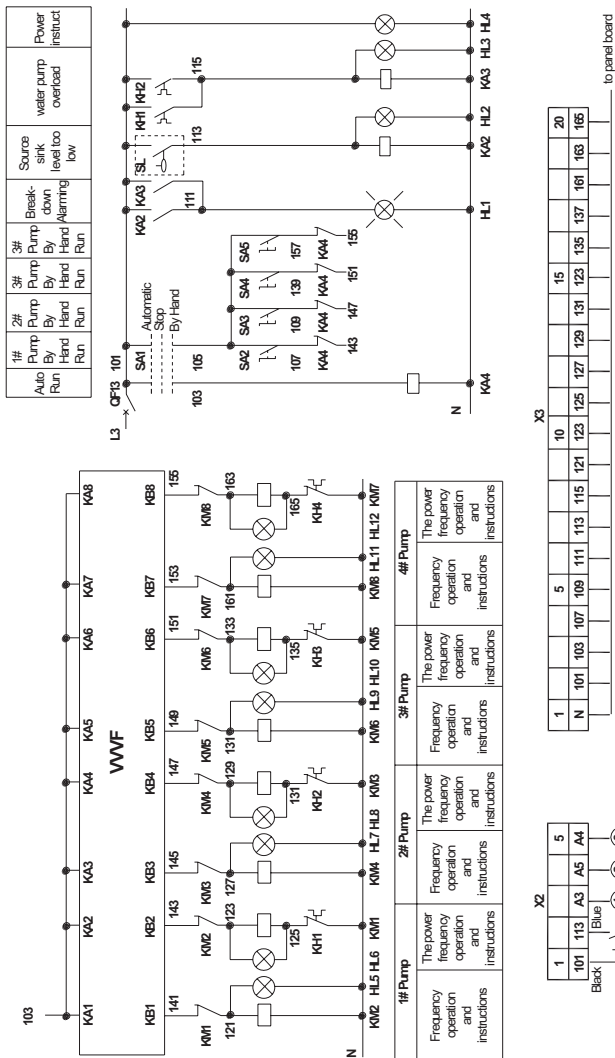 Auto
Run
1#
Pump
By
Hand
Run
2#
Pump
By
Hand
Run
3#
Pump
By
Hand
Run
3#
Pump
By
Hand
Run
Break-
down
Alarming
Source
sink
level too
low
water pump
overload
Power
instruct
L3
QF13
101
SA1
Automatic
Stop
By Hand
103
105
SA2
SA3
SA4
SA5
107
109
139
157
KA4
KA4
KA4
KA4
143
147
151
155
KA2
KA3
111
SL
113
KH1
KH2
115
N
KA4
HL1
KA2
HL2
KA3
HL3
HL4
103
KA1
KA2
KA3
KA4
KA5
KA6
KA7
KA8
VVVF
KB1
KB2
KB3
KB4
KB5
KB6
KB7
KB8
141
143
145
147
149
151
153
155
KM1
KM2
KM3
KM4
KM5
KM6
KM7
KM8
121
123
127
129
131
133
161
163
125
131
135
165
KH1
KH2
KH3
KH4
N
KM2
HL5
HL6
KM1
KM4
HL7
HL8
KM3
KM6
HL9
HL10
KM5
KM8
HL11
HL12
KM7
1# Pump
2# Pump
3# Pump
4# Pump
Frequency
operation
and
instructions
The power
frequency
operation
and
instructions
Frequency
operation
and
instructions
The power
frequency
operation
and
instructions
Frequency
operation
and
instructions
The power
frequency
operation
and
instructions
Frequency
operation
and
instructions
The power
frequency
operation
and
instructions
X2
1 5
101 113 A3 A5 A4
Black
Blue
X3
1 5 10 15 20
N 101 103 107 109 111 113 115 121 123 125 127 129 131 123 135 137 161 163 165
to panel board